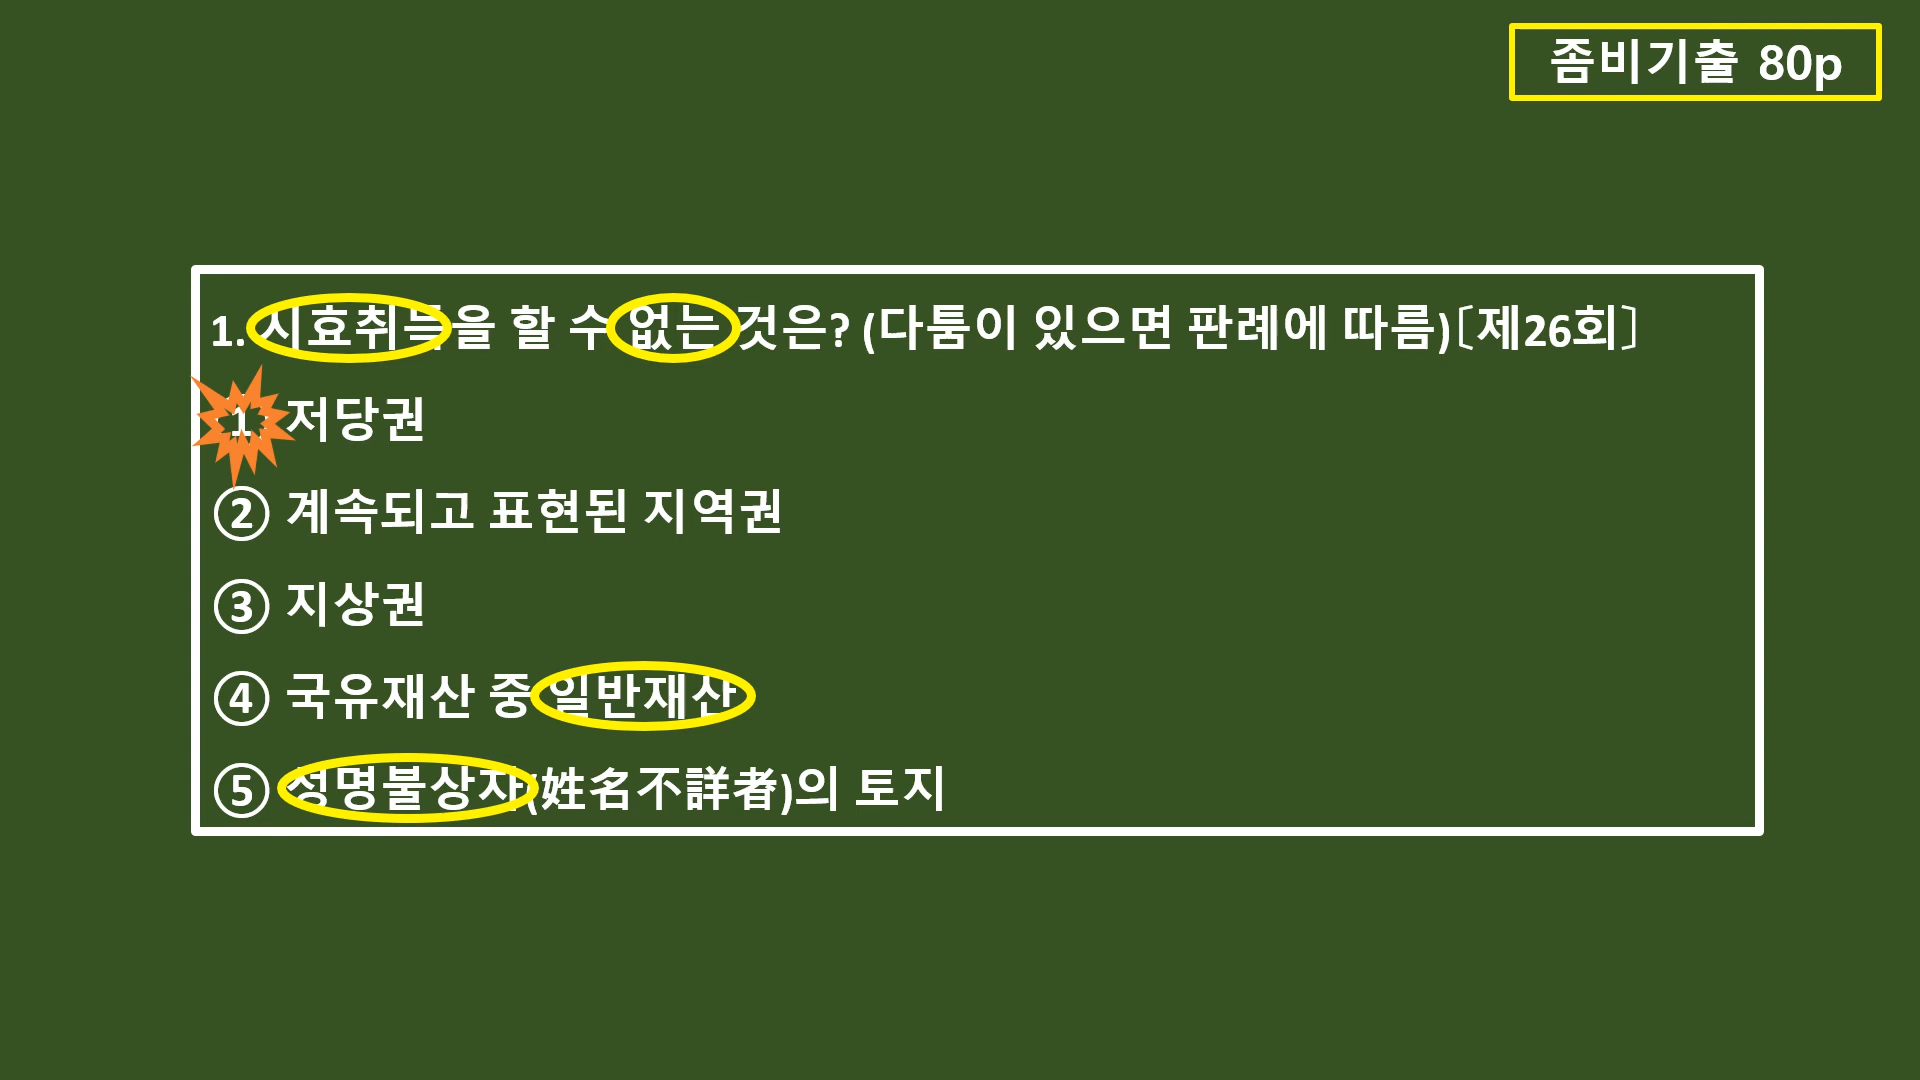 좀비기출 80p
1. 시효취득을 할 수 없는 것은? (다툼이 있으면 판례에 따름)〔제26회〕
① 저당권
② 계속되고 표현된 지역권
③ 지상권
④ 국유재산 중 일반재산
⑤ 성명불상자(姓名不詳者)의 토지